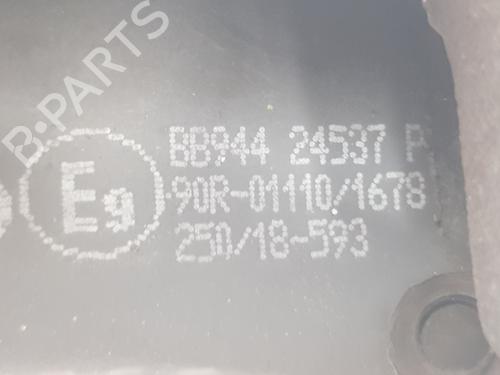 B-PARTS
BB944 24537 P
E9
90R-01110/1678
250/18-593